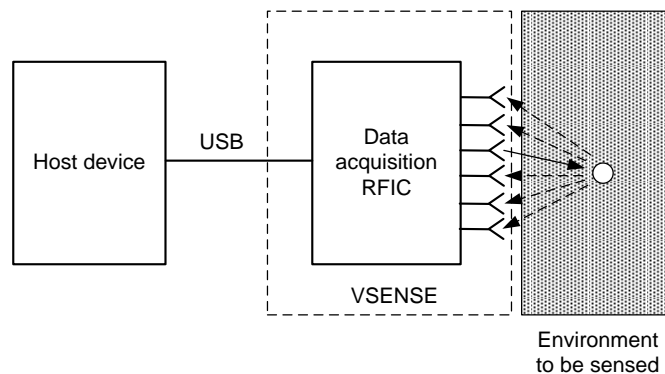 Host device
USB
Data
acquisition
RFIC
VSENSE
Environment
to be sensed